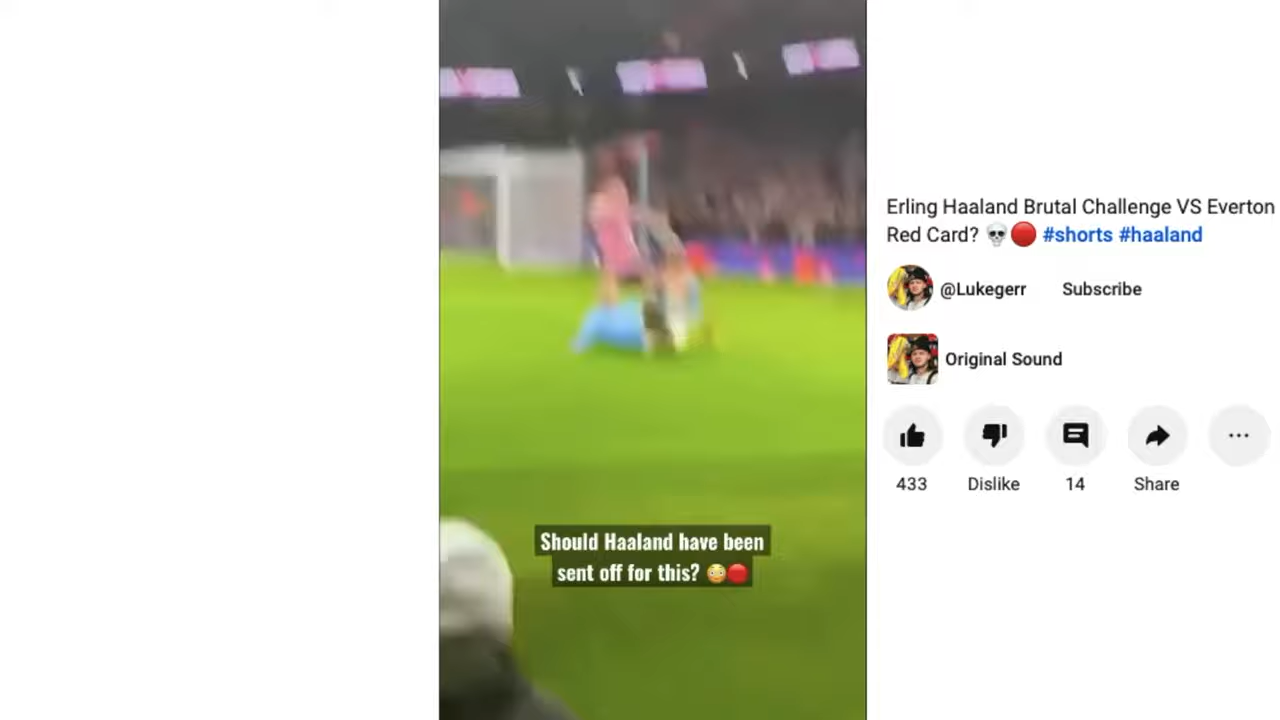 Erling Haaland Brutal Challenge VS Everton
Red Card? 💀🔴 #shorts #haaland
@Lukegerr Subscribe
Original Sound
433 Dislike 14 Share
Should Haaland have been
sent off for this? 😳🔴